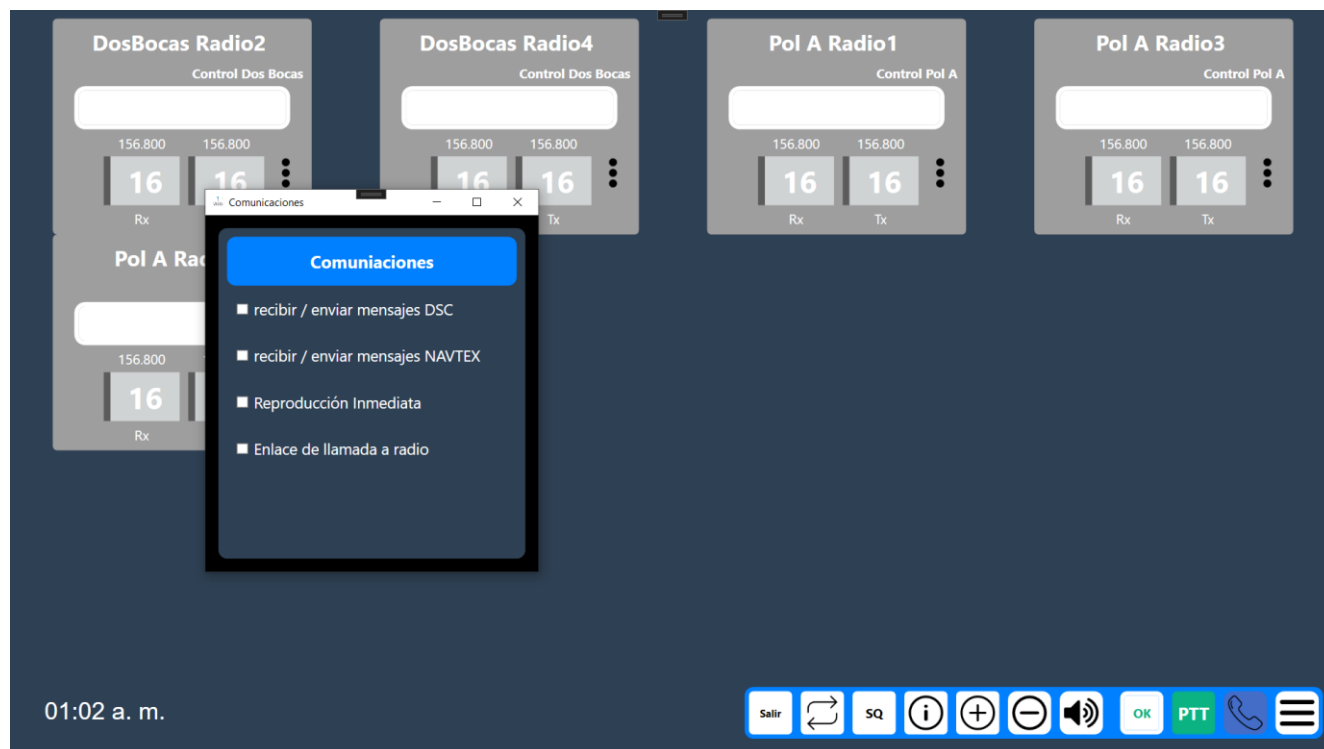 DosBocas Radio2
Control Dos Bocas
156.800 156.800
16 16
Rx
DosBocas Radio4
Control Dos Bocas
156.800 156.800
16 16
Tx
Pol A Radio1
Control Pol A
156.800 156.800
16 16
Rx Tx
Pol A Radio3
Control Pol A
156.800 156.800
16 16
Rx Tx
Pol A
156.800
16
Rx
Comunicaciones
Comuniaciones
recibir / enviar mensajes DSC
recibir / enviar mensajes NAVTEX
Reproducción Inmediata
Enlace de llamada a radio
01:02 a. m.
Salir
SQ
OK
PTT